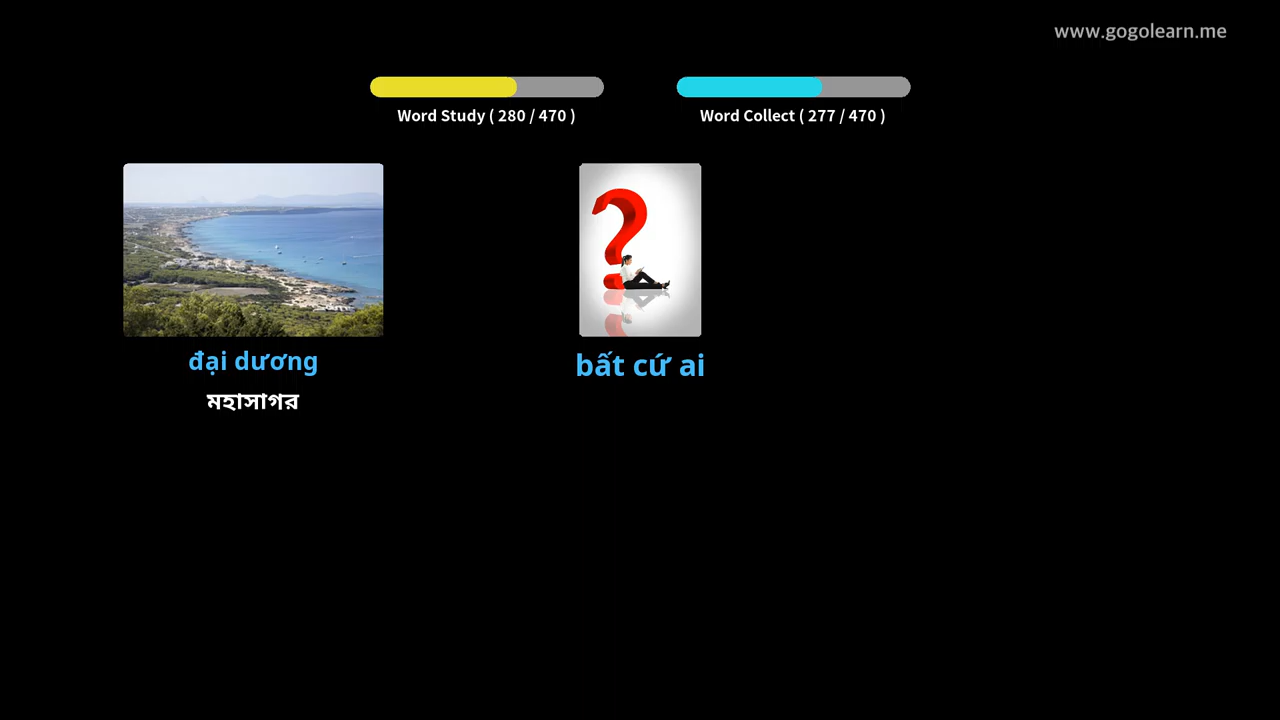 www.gogolearn.me
Word Study ( 280 / 470 )
Word Collect ( 277 / 470 )
đại dương
মহাসাগর
bất cứ ai